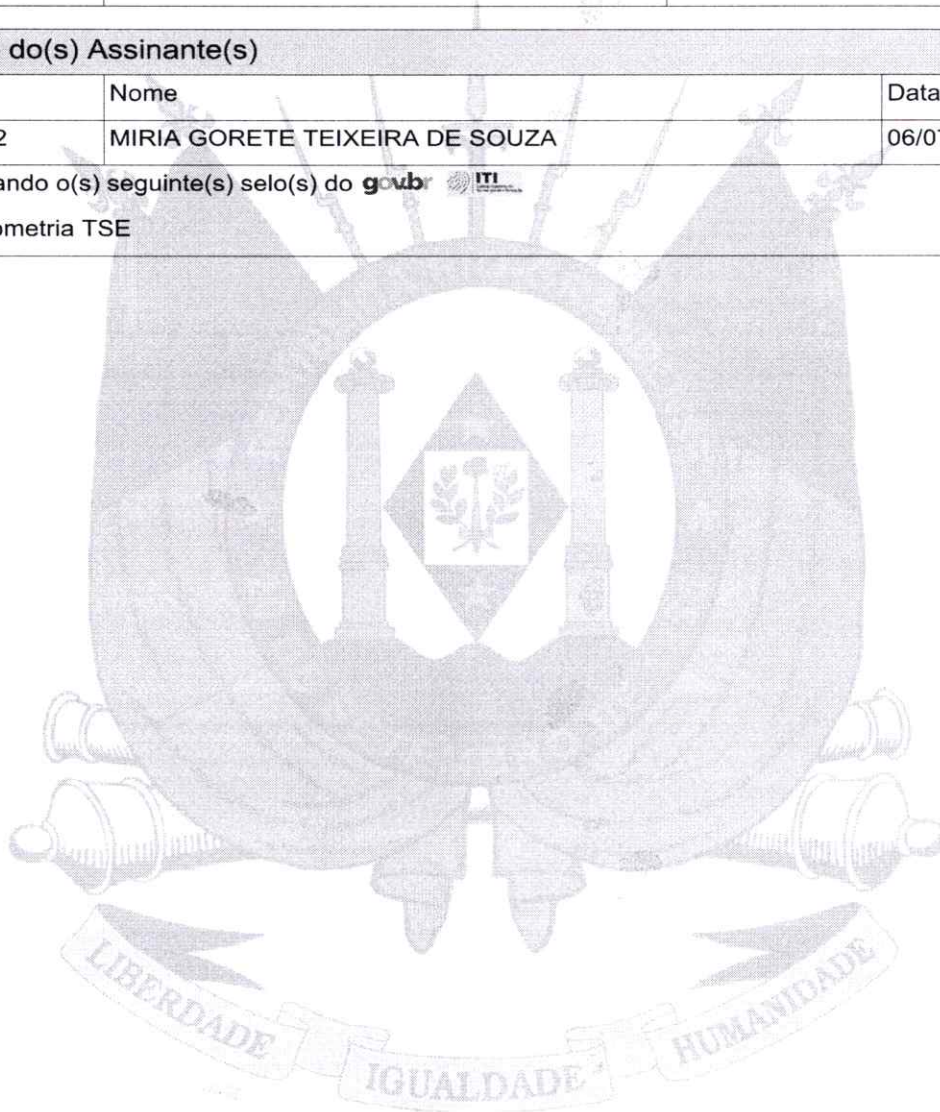 do(s) Assinante(s)
Nome Data
2 MIRIA GORETE TEIXEIRA DE SOUZA 06/07
ando o(s) seguinte(s) selo(s) do gov.br ITI
ometria TSE
LIBERDADE
IGUALDADE
HUMANIDADE